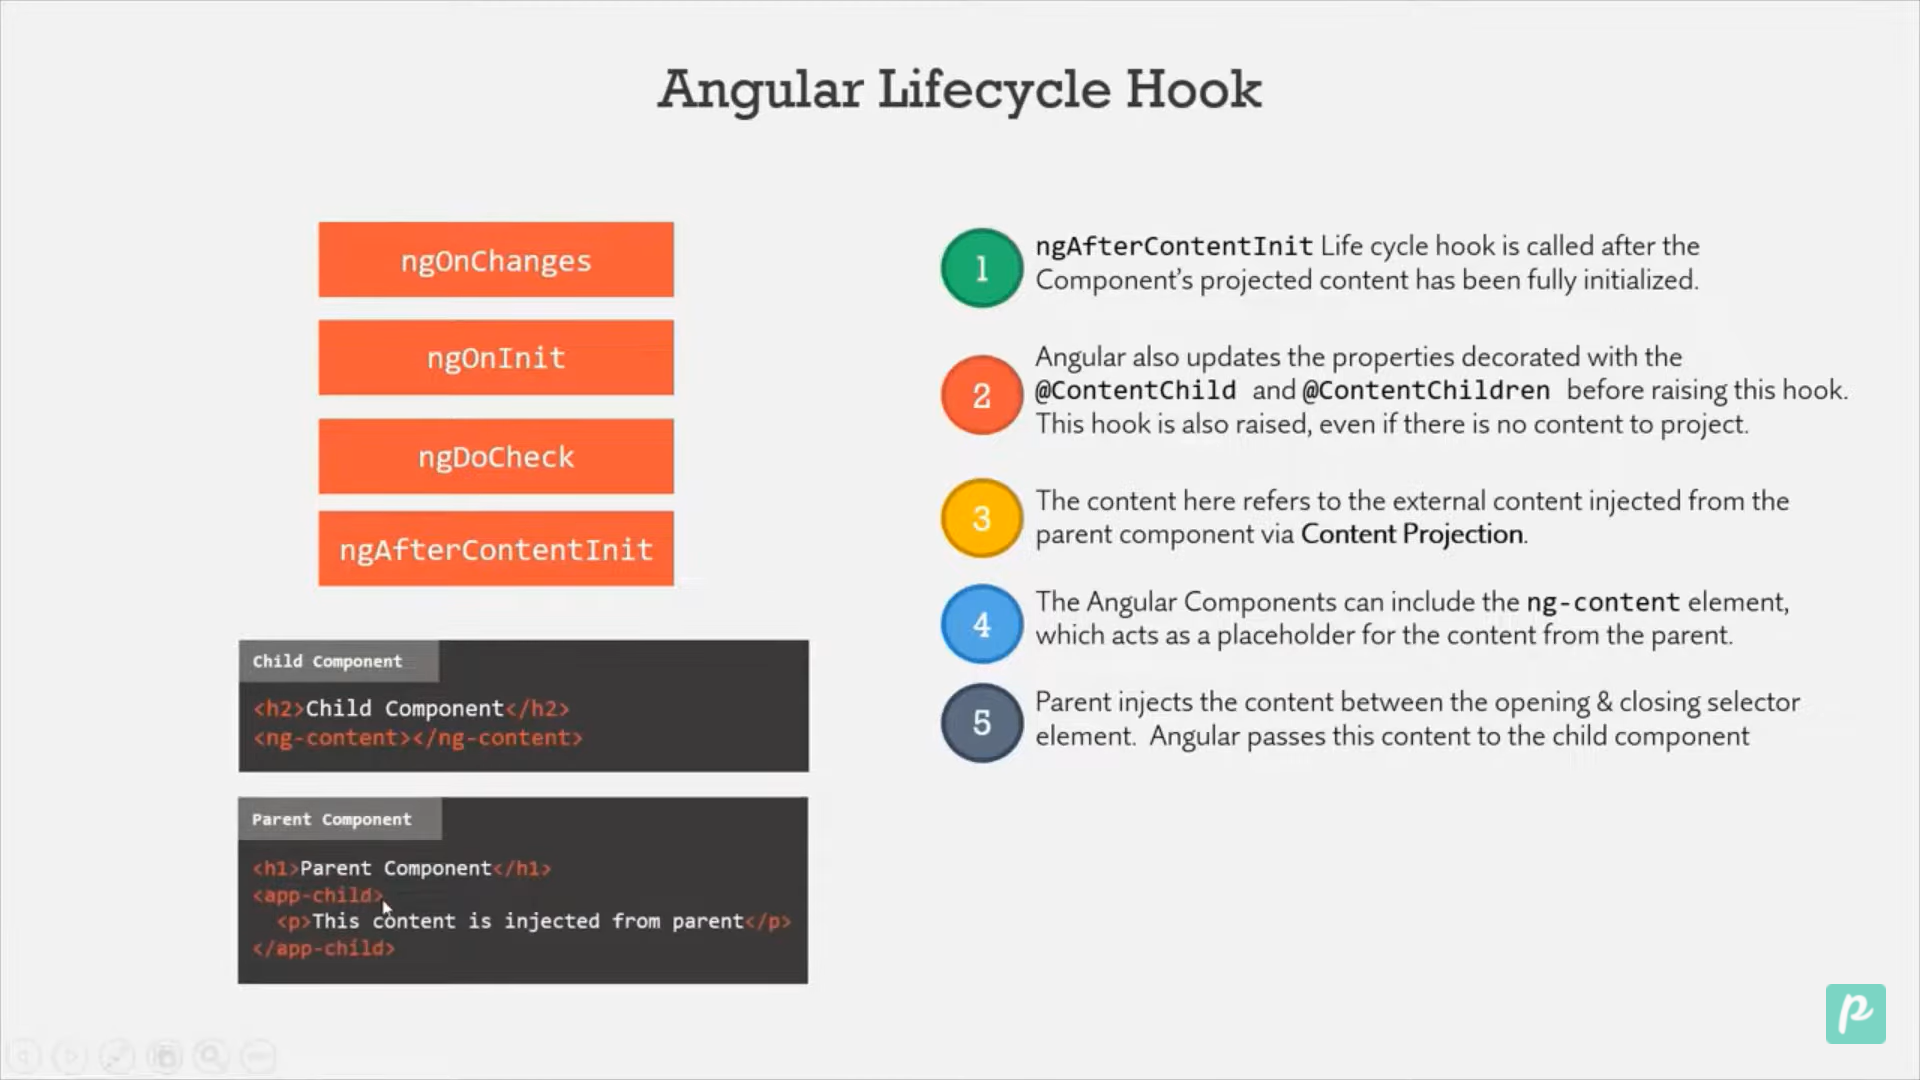 Angular Lifecycle Hook
ngOnChanges
ngOnInit
ngDoCheck
ngAfterContentInit
Child Component
<h2>Child Component</h2>
<ng-content></ng-content>
Parent Component
<h1>Parent Component</h1>
<app-child>
<p>This content is injected from parent</p>
</app-child>
1
ngAfterContentInit Life cycle hook is called after the
Component’s projected content has been fully initialized.
2
Angular also updates the properties decorated with the
@ContentChild and @ContentChildren before raising this hook.
This hook is also raised, even if there is no content to project.
3
The content here refers to the external content injected from the
parent component via Content Projection.
4
The Angular Components can include the ng-content element,
which acts as a placeholder for the content from the parent.
5
Parent injects the content between the opening & closing selector
element. Angular passes this content to the child component
p